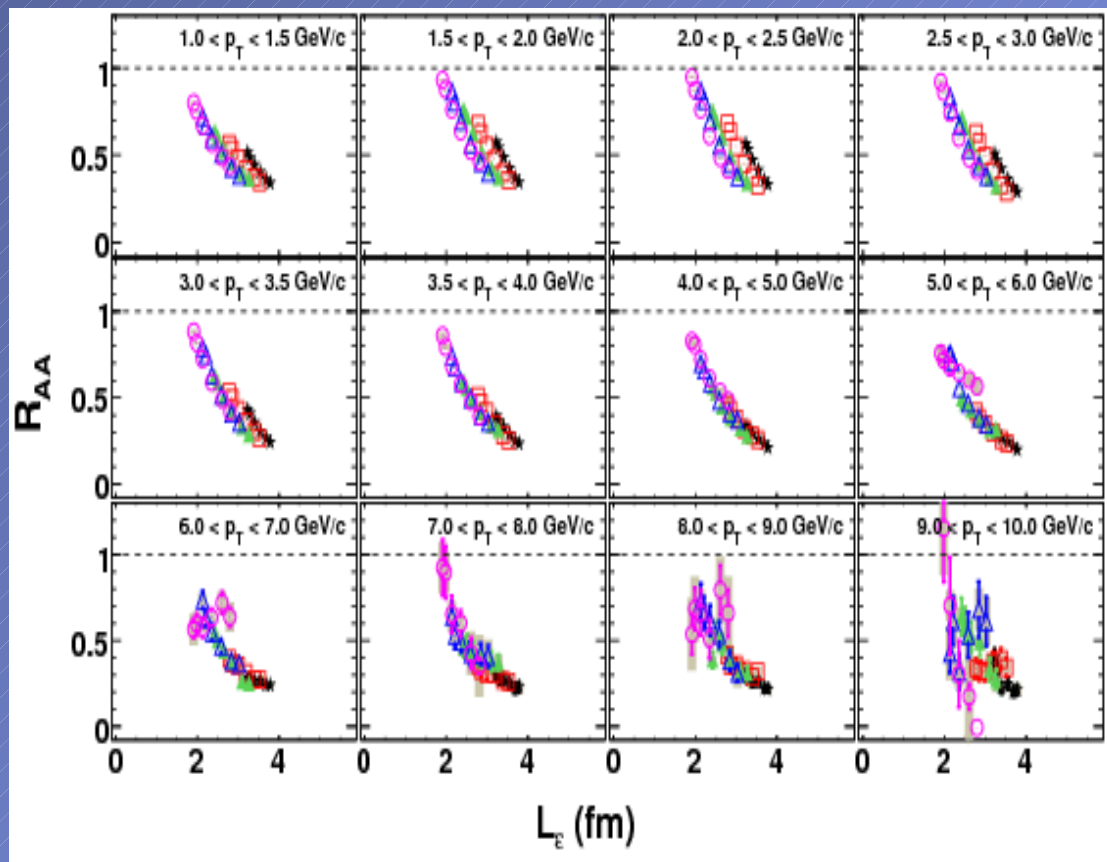 1.0 < p_T < 1.5 GeV/c
1.5 < p_T < 2.0 GeV/c
2.0 < p_T < 2.5 GeV/c
2.5 < p_T < 3.0 GeV/c
1
0.5
0
3.0 < p_T < 3.5 GeV/c
3.5 < p_T < 4.0 GeV/c
4.0 < p_T < 5.0 GeV/c
5.0 < p_T < 6.0 GeV/c
1
0.5
0
R_AA
6.0 < p_T < 7.0 GeV/c
7.0 < p_T < 8.0 GeV/c
8.0 < p_T < 9.0 GeV/c
9.0 < p_T < 10.0 GeV/c
1
0.5
0
0 2 4 0 2 4 0 2 4 0 2 4
L_ε (fm)